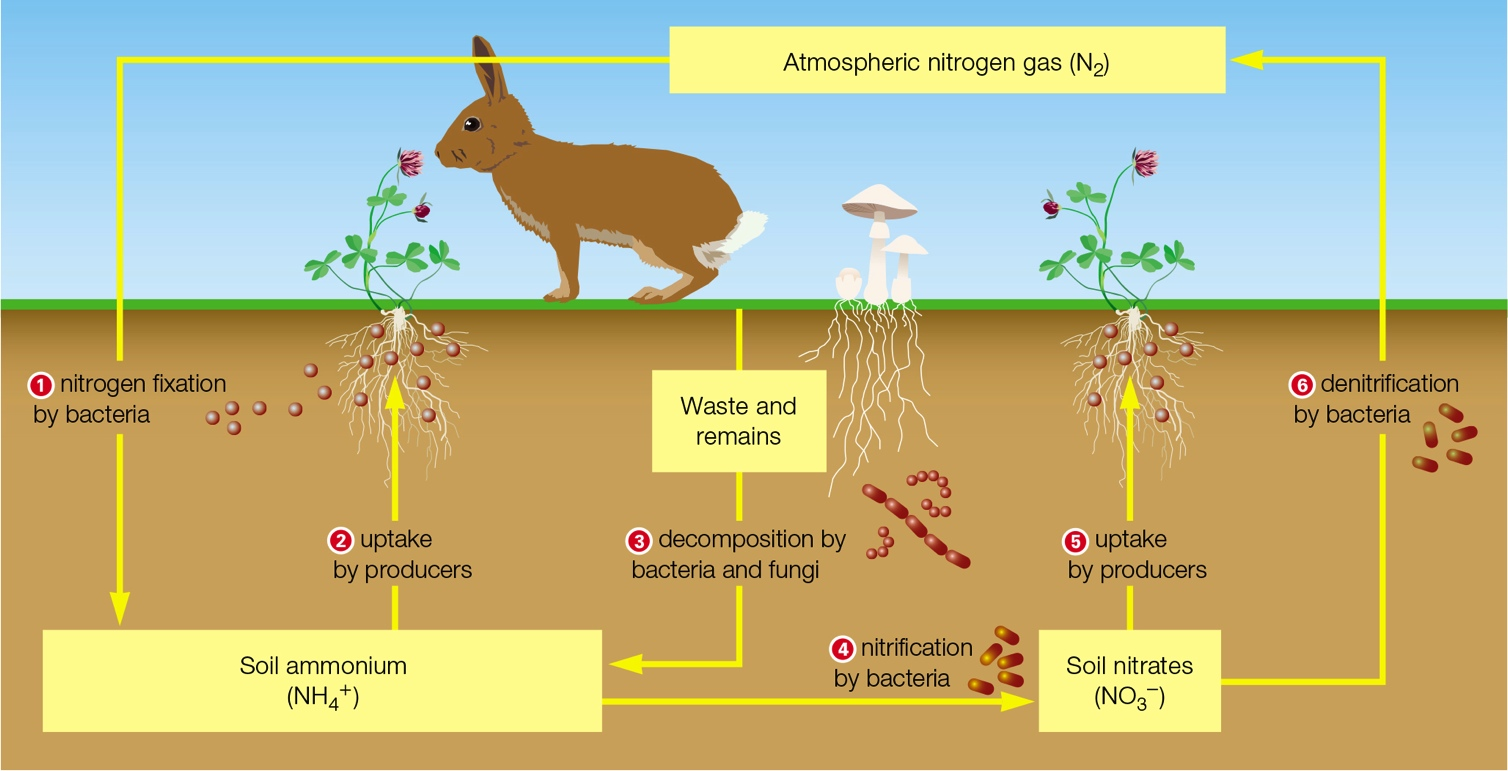 Atmospheric nitrogen gas (N₂)
1 nitrogen fixation
by bacteria
2 uptake
by producers
Waste and
remains
3 decomposition by
bacteria and fungi
4 nitrification
by bacteria
5 uptake
by producers
6 denitrification
by bacteria
Soil ammonium
(NH₄⁺)
Soil nitrates
(NO₃⁻)